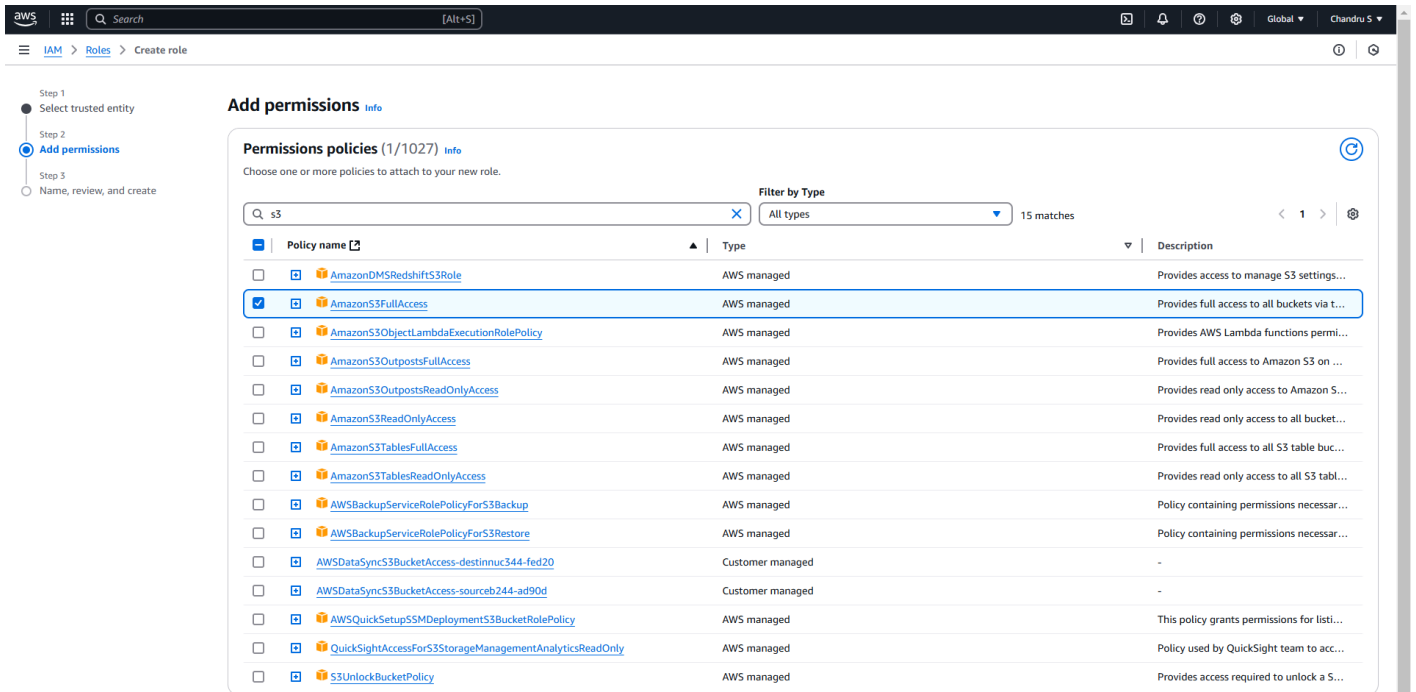 aws Search [Alt+S] Global Chandru S
IAM > Roles > Create role
Step 1
Select trusted entity
Step 2
Add permissions
Step 3
Name, review, and create
Add permissions Info
Permissions policies (1/1027) Info
Choose one or more policies to attach to your new role.
Filter by Type
s3 All types 15 matches 1
Policy name Type Description
AmazonDMSRedshiftS3Role AWS managed Provides access to manage S3 settings...
AmazonS3FullAccess AWS managed Provides full access to all buckets via t...
AmazonS3ObjectLambdaExecutionRolePolicy AWS managed Provides AWS Lambda functions permi...
AmazonS3OutpostsFullAccess AWS managed Provides full access to Amazon S3 on ...
AmazonS3OutpostsReadOnlyAccess AWS managed Provides read only access to Amazon S...
AmazonS3ReadOnlyAccess AWS managed Provides read only access to all bucket...
AmazonS3TablesFullAccess AWS managed Provides full access to all S3 table buc...
AmazonS3TablesReadOnlyAccess AWS managed Provides read only access to all S3 tabl...
AWSBackupServiceRolePolicyForS3Backup AWS managed Policy containing permissions necessar...
AWSBackupServiceRolePolicyForS3Restore AWS managed Policy containing permissions necessar...
AWSDataSyncS3BucketAccess-destinnuc344-fed20 Customer managed -
AWSDataSyncS3BucketAccess-sourceb244-ad90d Customer managed -
AWSQuickSetupSSMDeploymentS3BucketRolePolicy AWS managed This policy grants permissions for listi...
QuickSightAccessForS3StorageManagementAnalyticsReadOnly AWS managed Policy used by QuickSight team to acc...
S3UnlockBucketPolicy AWS managed Provides access required to unlock a S...